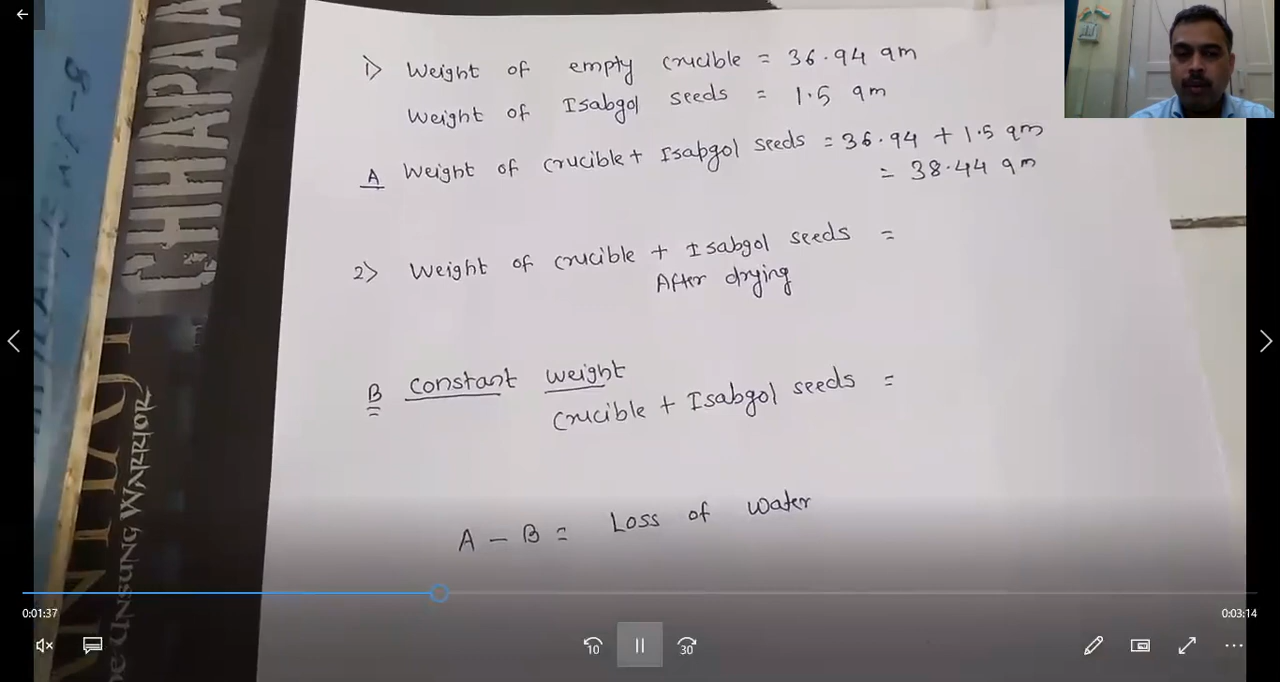 1) Weight of empty crucible = 36.94 gm
Weight of Isabgol seeds = 1.5 gm
A Weight of crucible + Isabgol seeds = 36.94 + 1.5 gm
= 38.44 gm
2) Weight of crucible + Isabgol seeds =
After drying
B constant weight
crucible + Isabgol seeds =
A - B = Loss of water
CHHAPAA
UNSUNG WARRIOR
0:01:37
0:03:14
10
30